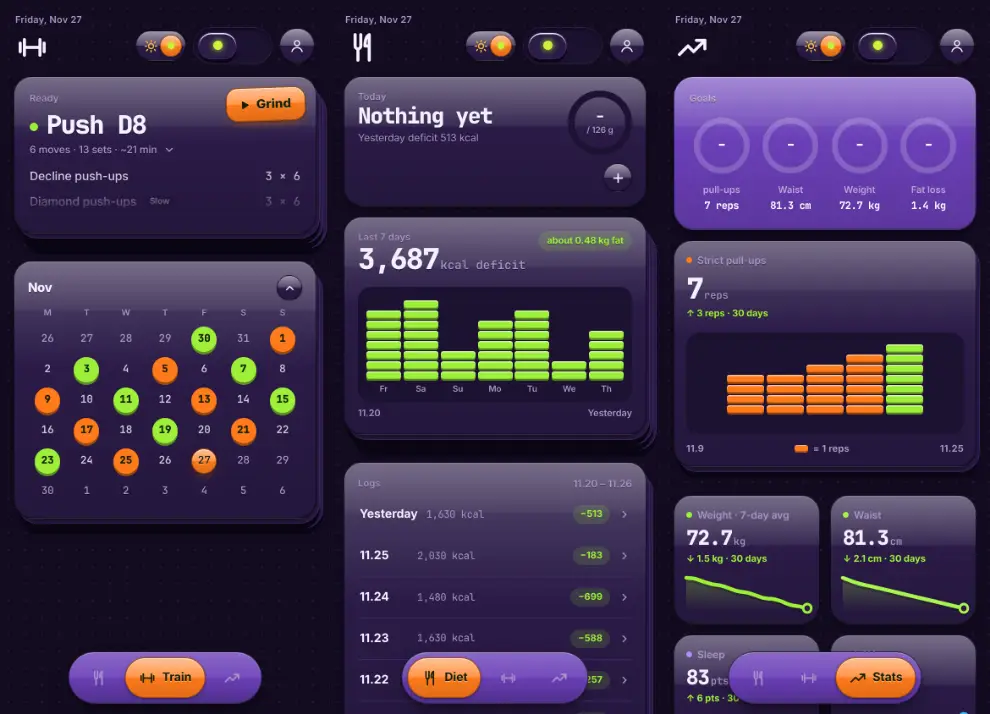 Friday, Nov 27
Ready
Push D8
Grind
6 moves · 13 sets · ~21 min
Decline push-ups 3 × 6
Diamond push-ups Slow 3 × 6
Nov
M T W T F S S
26 27 28 29 30 31 1
2 3 4 5 6 7 8
9 10 11 12 13 14 15
16 17 18 19 20 21 22
23 24 25 26 27 28 29
30 1 2 3 4 5 6
Train
Friday, Nov 27
Today
Nothing yet
Yesterday deficit 513 kcal
-
/ 126 g
+
Last 7 days
about 0.48 kg fat
3,687 kcal deficit
Fr Sa Su Mo Tu We Th
11.20 Yesterday
Logs 11.20 – 11.26
Yesterday 1,630 kcal −513
11.25 2,030 kcal −183
11.24 1,480 kcal −699
11.23 1,630 kcal −588
11.22 257
Diet
Friday, Nov 27
Goals
- - - -
pull-ups Waist Weight Fat loss
7 reps 81.3 cm 72.7 kg 1.4 kg
Strict pull-ups
7 reps
↑ 3 reps · 30 days
11.9 = 1 reps 11.25
Weight · 7-day avg
72.7 kg
↓ 1.5 kg · 30 days
Waist
81.3 cm
↓ 2.1 cm · 30 days
Sleep
83 pts
↑ 6 pts · 30
Stats